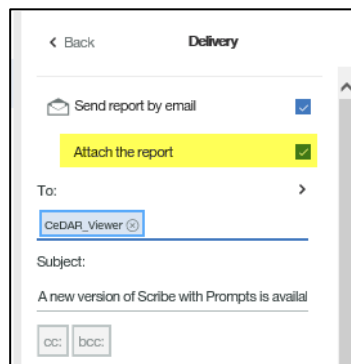 Back Delivery
Send report by email
Attach the report
To:
CeDAR_Viewer
Subject:
A new version of Scribe with Prompts is availal
cc: bcc: